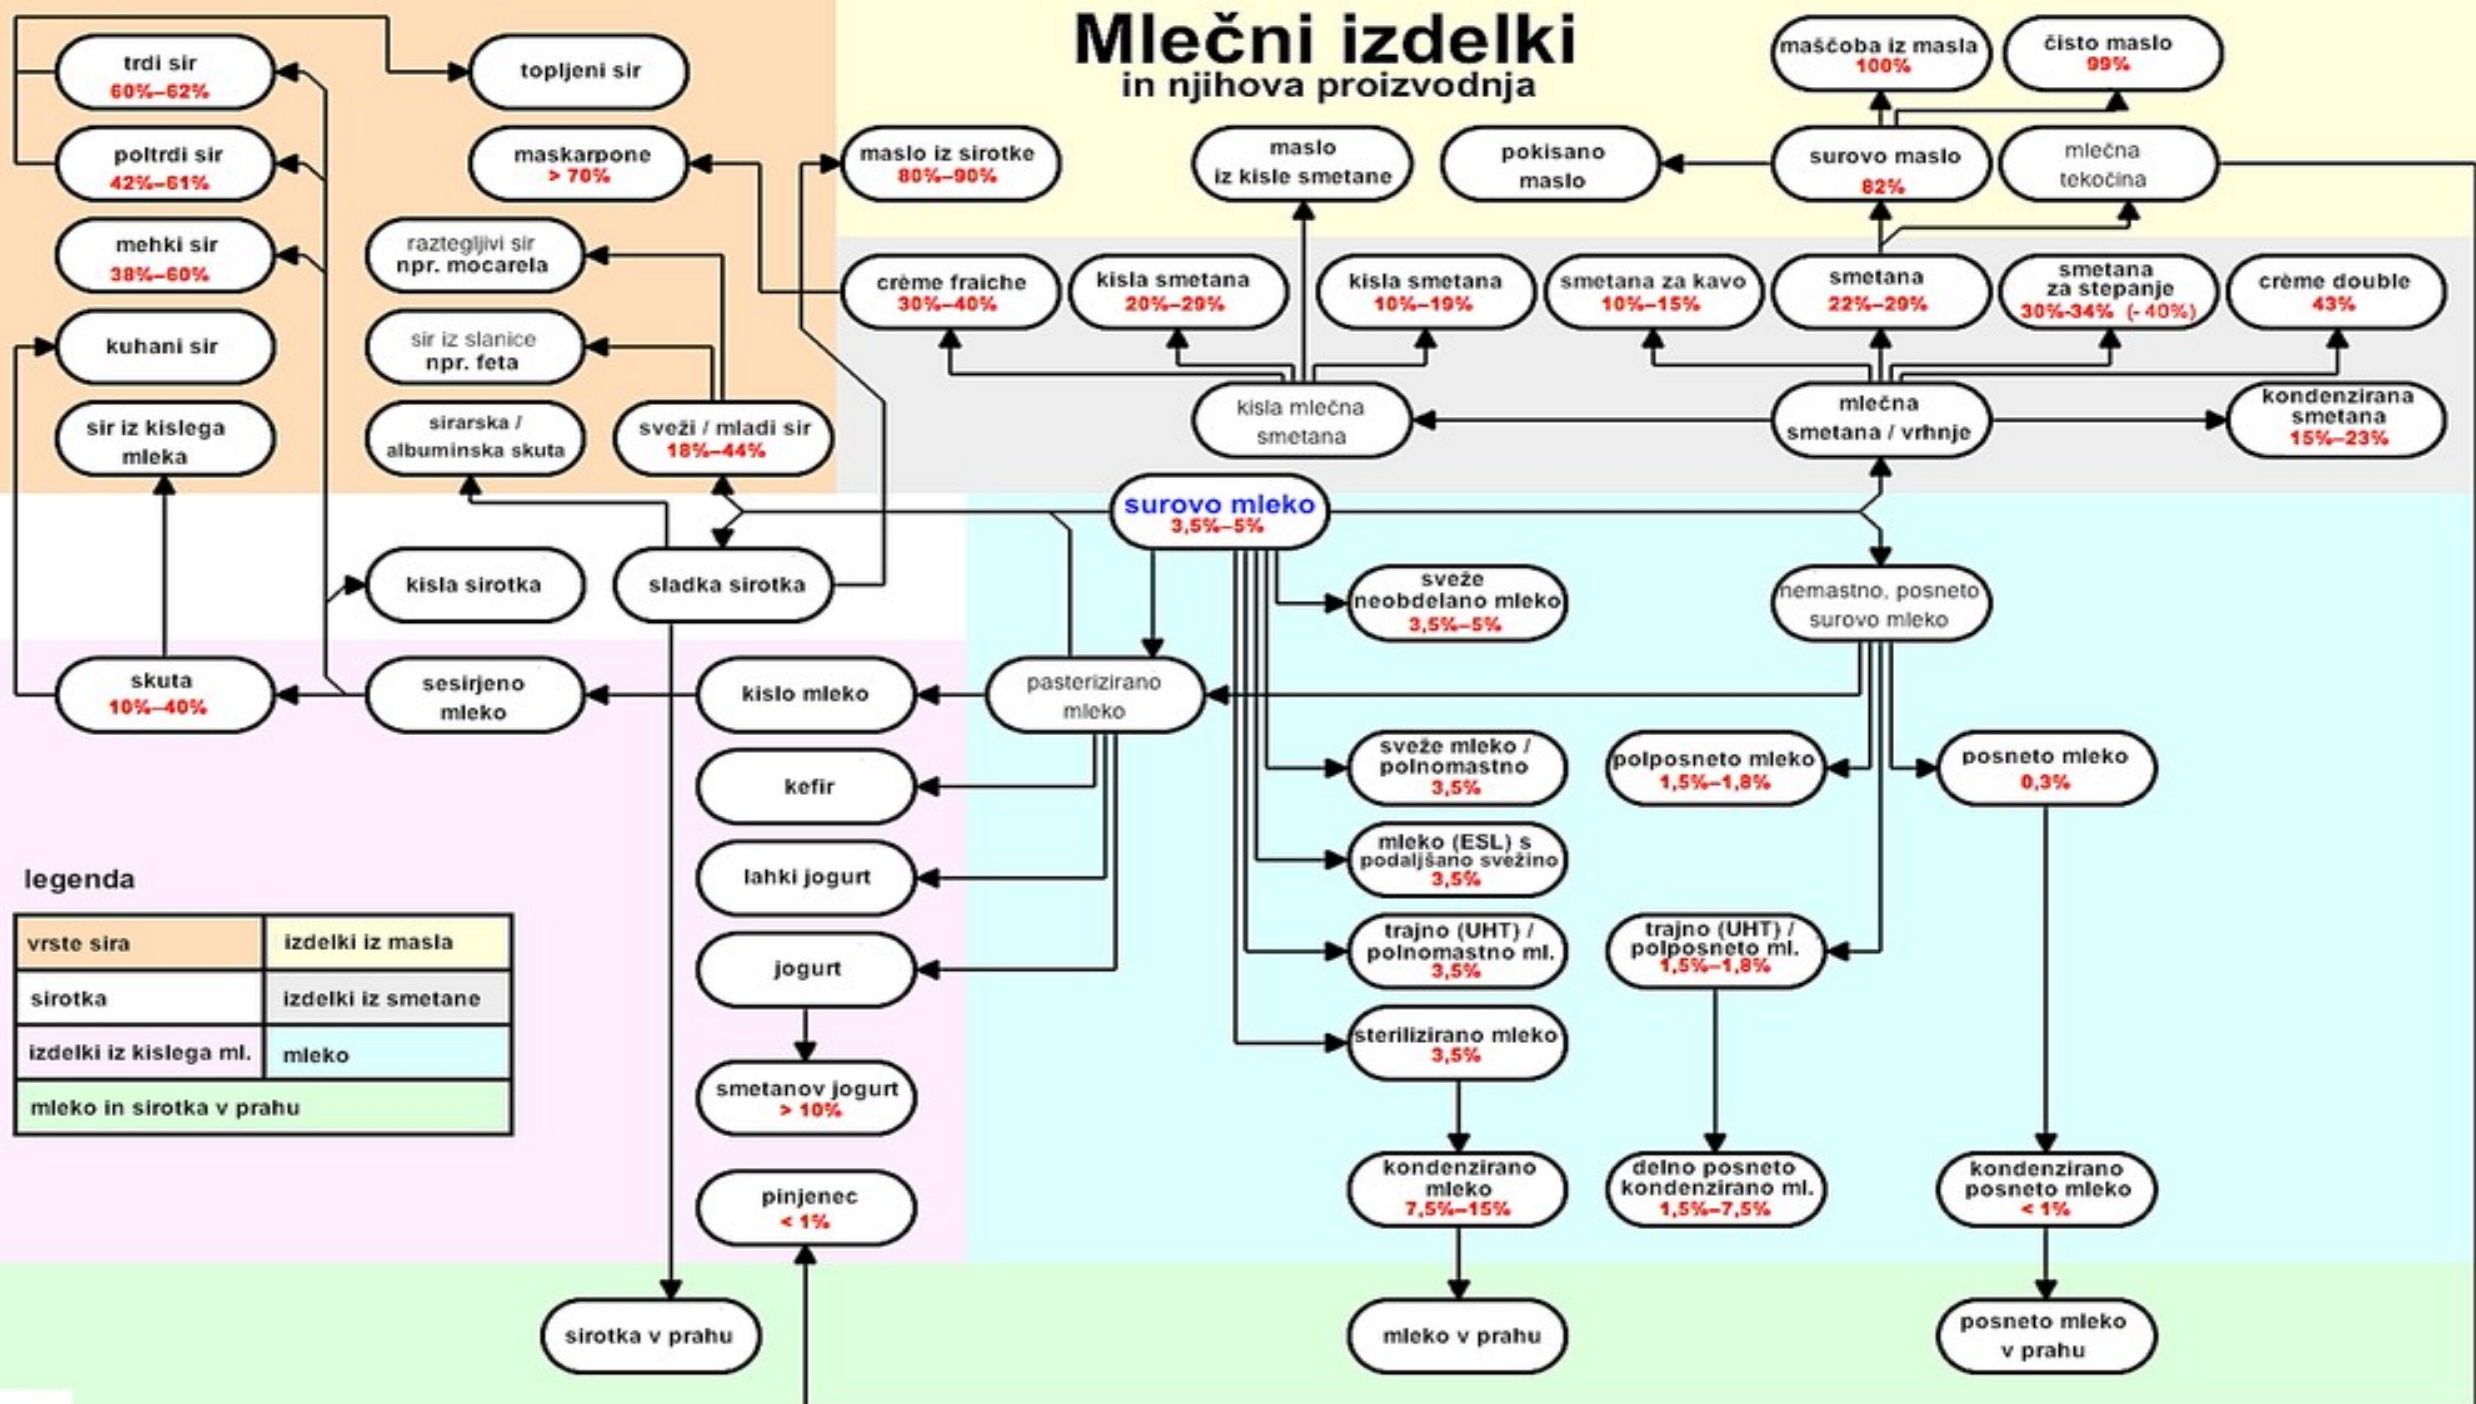 Mlečni izdelki
in njihova proizvodnja
trdi sir
60%–62%
topljeni sir
maščoba iz masla
100%
čisto maslo
99%
poltrdi sir
42%–61%
maskarpone
> 70%
maslo iz sirotke
80%–90%
maslo
iz kisle smetane
pokisano
maslo
surovo maslo
82%
mlečna
tekočina
mehki sir
38%–60%
raztegljivi sir
npr. mocarela
crème fraiche
30%–40%
kisla smetana
20%–29%
kisla smetana
10%–19%
smetana za kavo
10%–15%
smetana
22%–29%
smetana
za stepanje
30%-34% (- 40%)
crème double
43%
kuhani sir
sir iz slanice
npr. feta
sir iz kislega
mleka
sirarska /
albuminska skuta
sveži / mladi sir
18%–44%
kisla mlečna
smetana
mlečna
smetana / vrhnje
kondenzirana
smetana
15%–23%
surovo mleko
3,5%–5%
kisla sirotka
sladka sirotka
sveže
neobdelano mleko
3,5%–5%
nemastno, posneto
surovo mleko
skuta
10%–40%
sesirjeno
mleko
kislo mleko
pasterizirano
mleko
kefir
sveže mleko /
polnomastno
3,5%
polposneto mleko
1,5%–1,8%
posneto mleko
0,3%
lahki jogurt
mleko (ESL) s
podaljšano svežino
3,5%
jogurt
trajno (UHT) /
polnomastno ml.
3,5%
trajno (UHT) /
polposneto ml.
1,5%–1,8%
sterilizirano mleko
3,5%
smetanov jogurt
> 10%
pinjenec
< 1%
kondenzirano
mleko
7,5%–15%
delno posneto
kondenzirano ml.
1,5%–7,5%
kondenzirano
posneto mleko
< 1%
sirotka v prahu
mleko v prahu
posneto mleko
v prahu
legenda
vrste sira
izdelki iz masla
sirotka
izdelki iz smetane
izdelki iz kislega ml.
mleko
mleko in sirotka v prahu